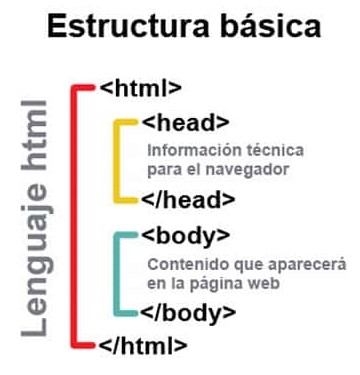 Estructura básica
Lenguaje html
<html>
<head>
Información técnica
para el navegador
</head>
<body>
Contenido que aparecerá
en la página web
</body>
</html>